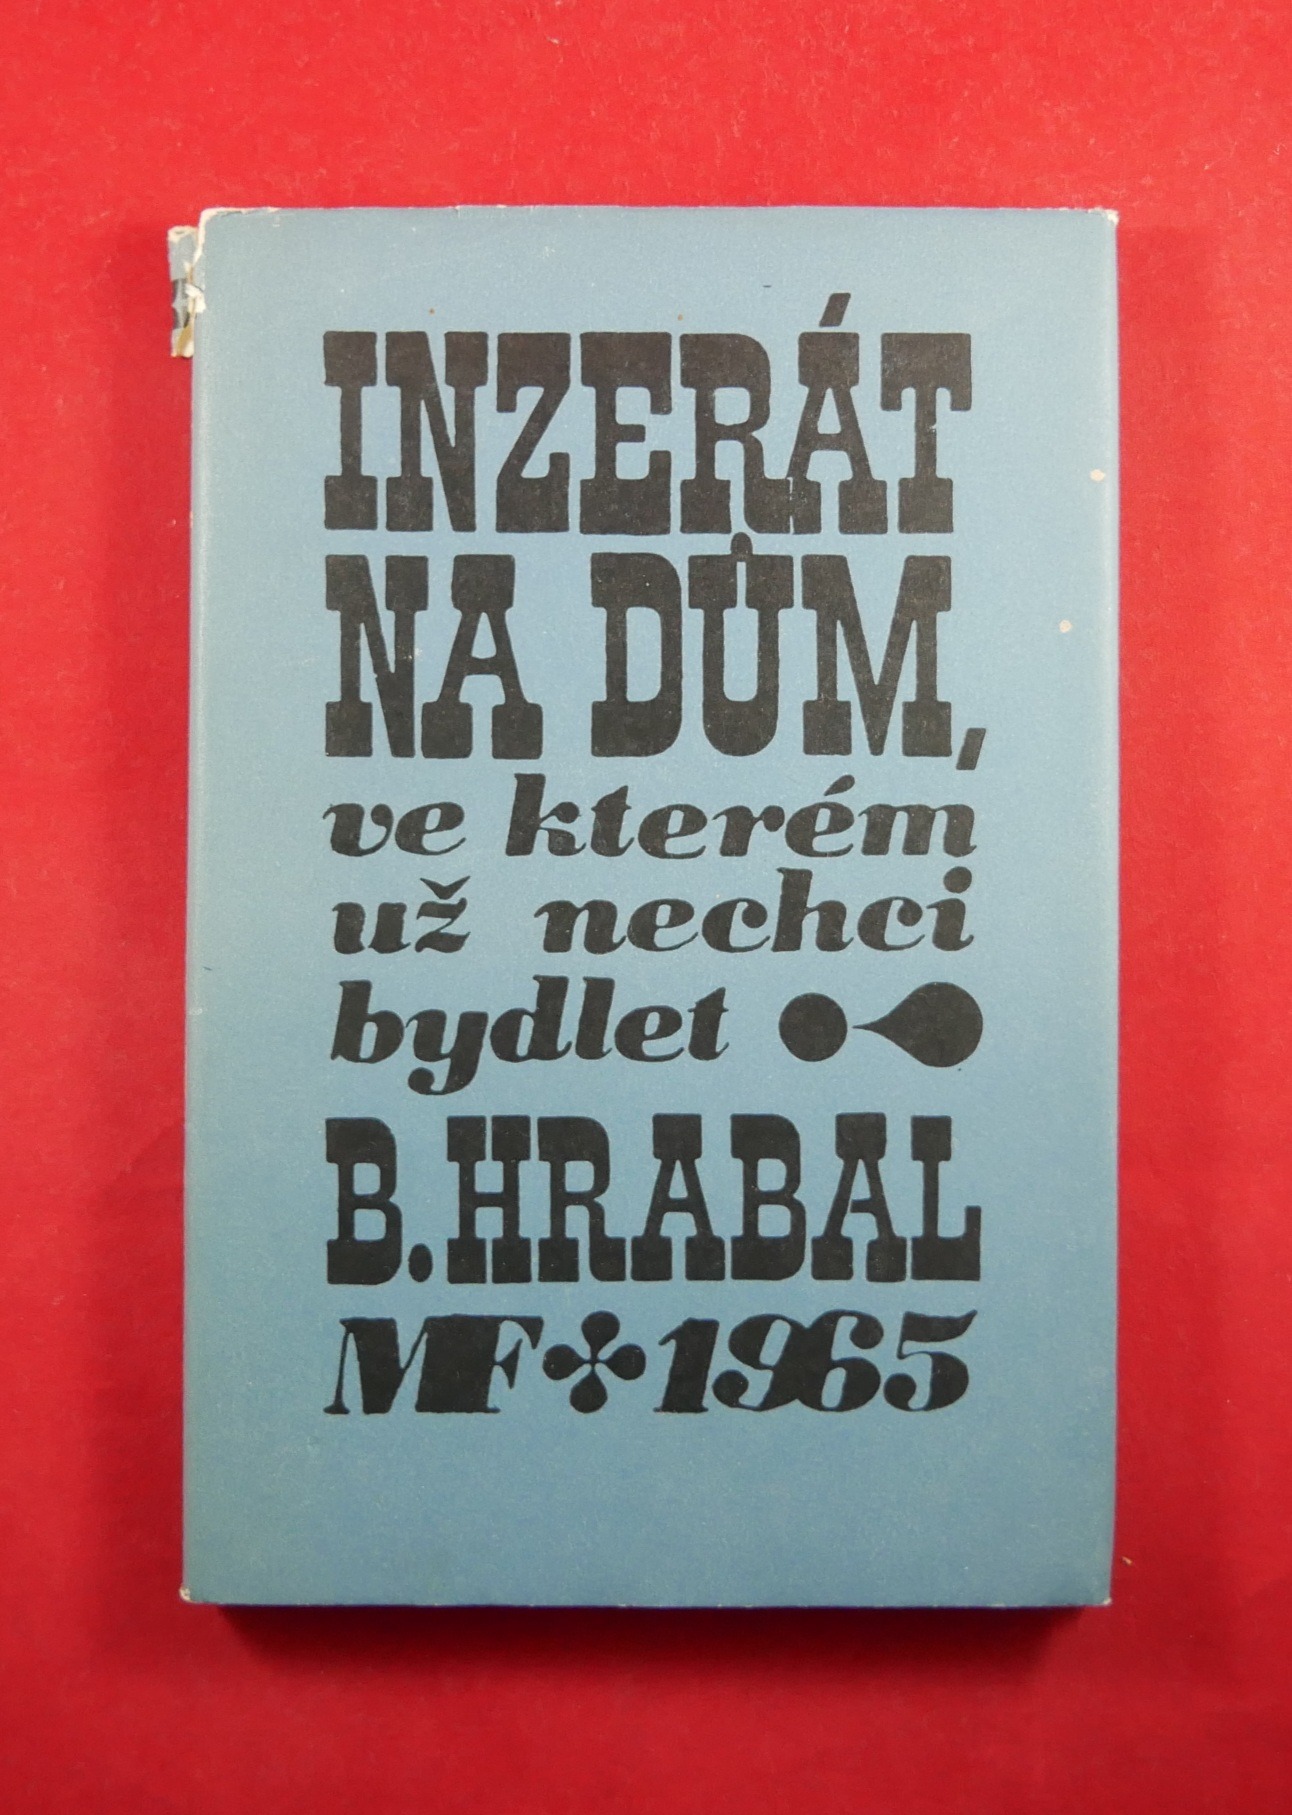 INZERÁT
NA DŮM,
ve kterém
už nechci
bydlet
B. HRABAL
MF 1965